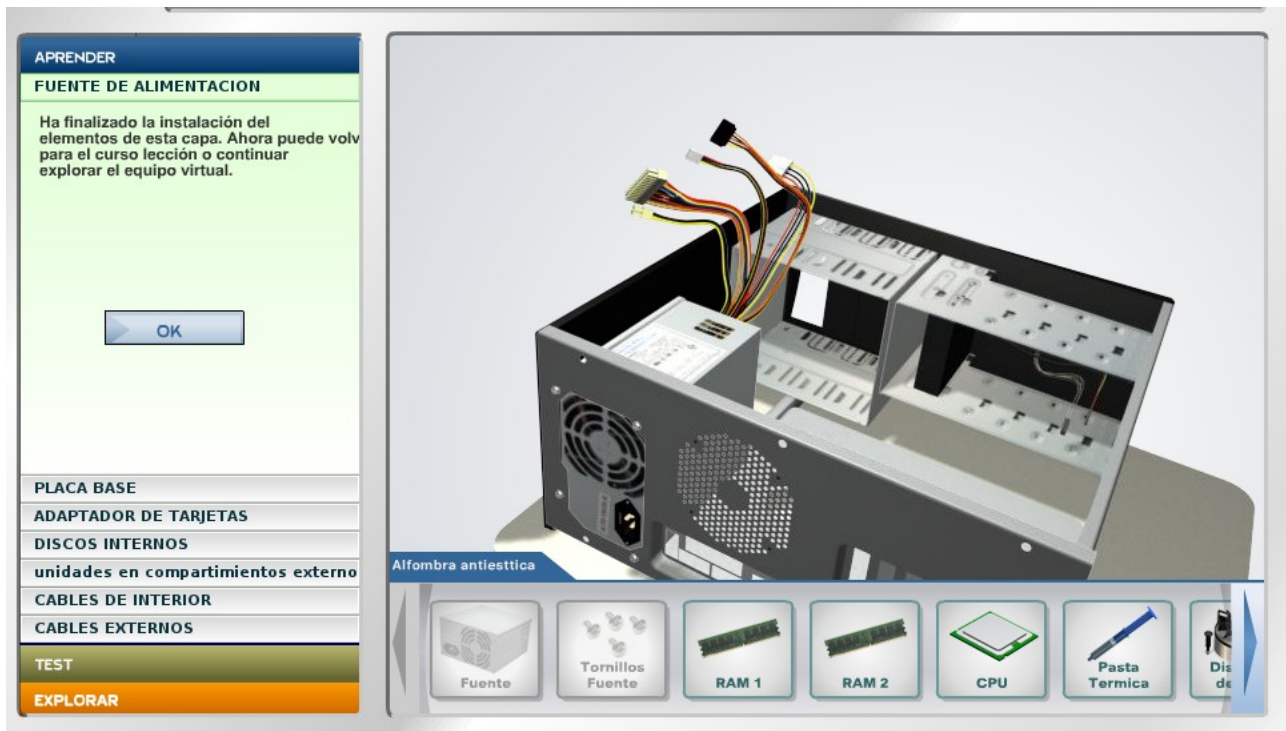 APRENDER
FUENTE DE ALIMENTACION
Ha finalizado la instalación del
elementos de esta capa. Ahora puede volv
para el curso lección o continuar
explorar el equipo virtual.
OK
PLACA BASE
ADAPTADOR DE TARJETAS
DISCOS INTERNOS
unidades en compartimientos externo
CABLES DE INTERIOR
CABLES EXTERNOS
TEST
EXPLORAR
Alfombra antiesttica
Fuente
Tornillos
Fuente
RAM 1
RAM 2
CPU
Pasta
Termica
Dis
de